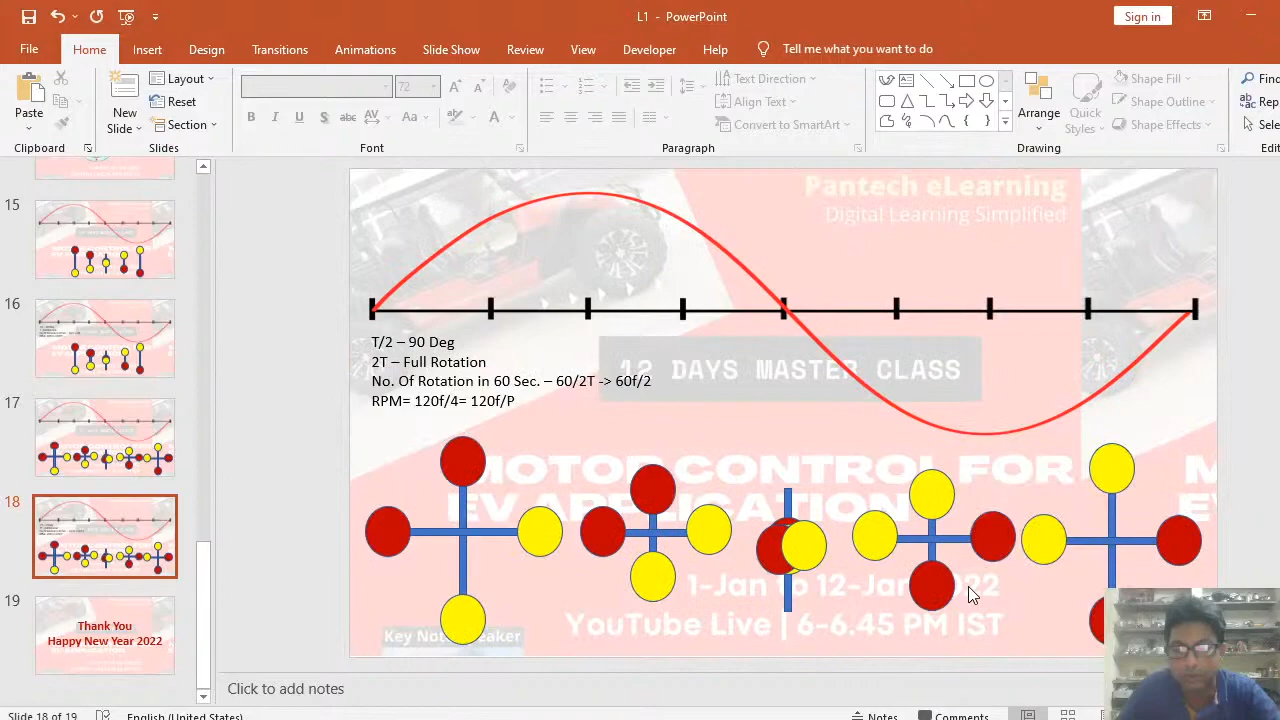 L1 - PowerPoint
Sign in
File
Home
Insert
Design
Transitions
Animations
Slide Show
Review
View
Developer
Help
Tell me what you want to do
Paste
Clipboard
New
Slide
Layout
Reset
Section
Slides
72
B
I
U
S
abc
AV
Aa
A
Font
Text Direction
Align Text
Convert to SmartArt
Paragraph
Arrange
Quick
Styles
Shape Fill
Shape Outline
Shape Effects
Drawing
15
16
17
18
19
Thank You
Happy New Year 2022
Pantech eLearning
Digital Learning Simplified
T/2 – 90 Deg
2T – Full Rotation
No. Of Rotation in 60 Sec. – 60/2T -> 60f/2
RPM= 120f/4= 120f/P
12 DAYS MASTER CLASS
MOTOR CONTROL FOR
EV APPLICATION
1-Jan to 12-Jan 2022
YouTube Live | 6-6.45 PM IST
Key Note Speaker
Click to add notes
Slide 18 of 19
English (United States)
Notes
Comments